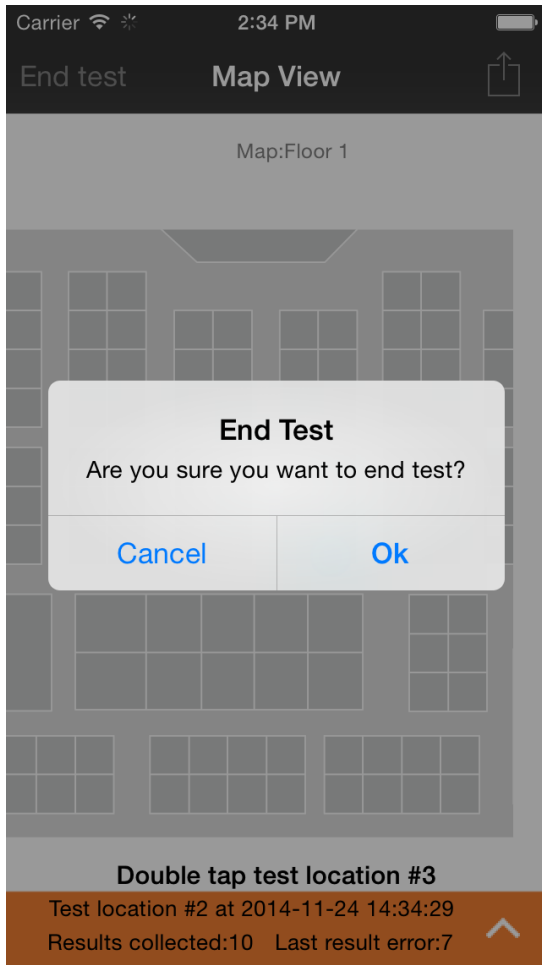 Carrier 2:34 PM
End test Map View
Map:Floor 1
End Test
Are you sure you want to end test?
Cancel Ok
Double tap test location #3
Test location #2 at 2014-11-24 14:34:29
Results collected:10 Last result error:7